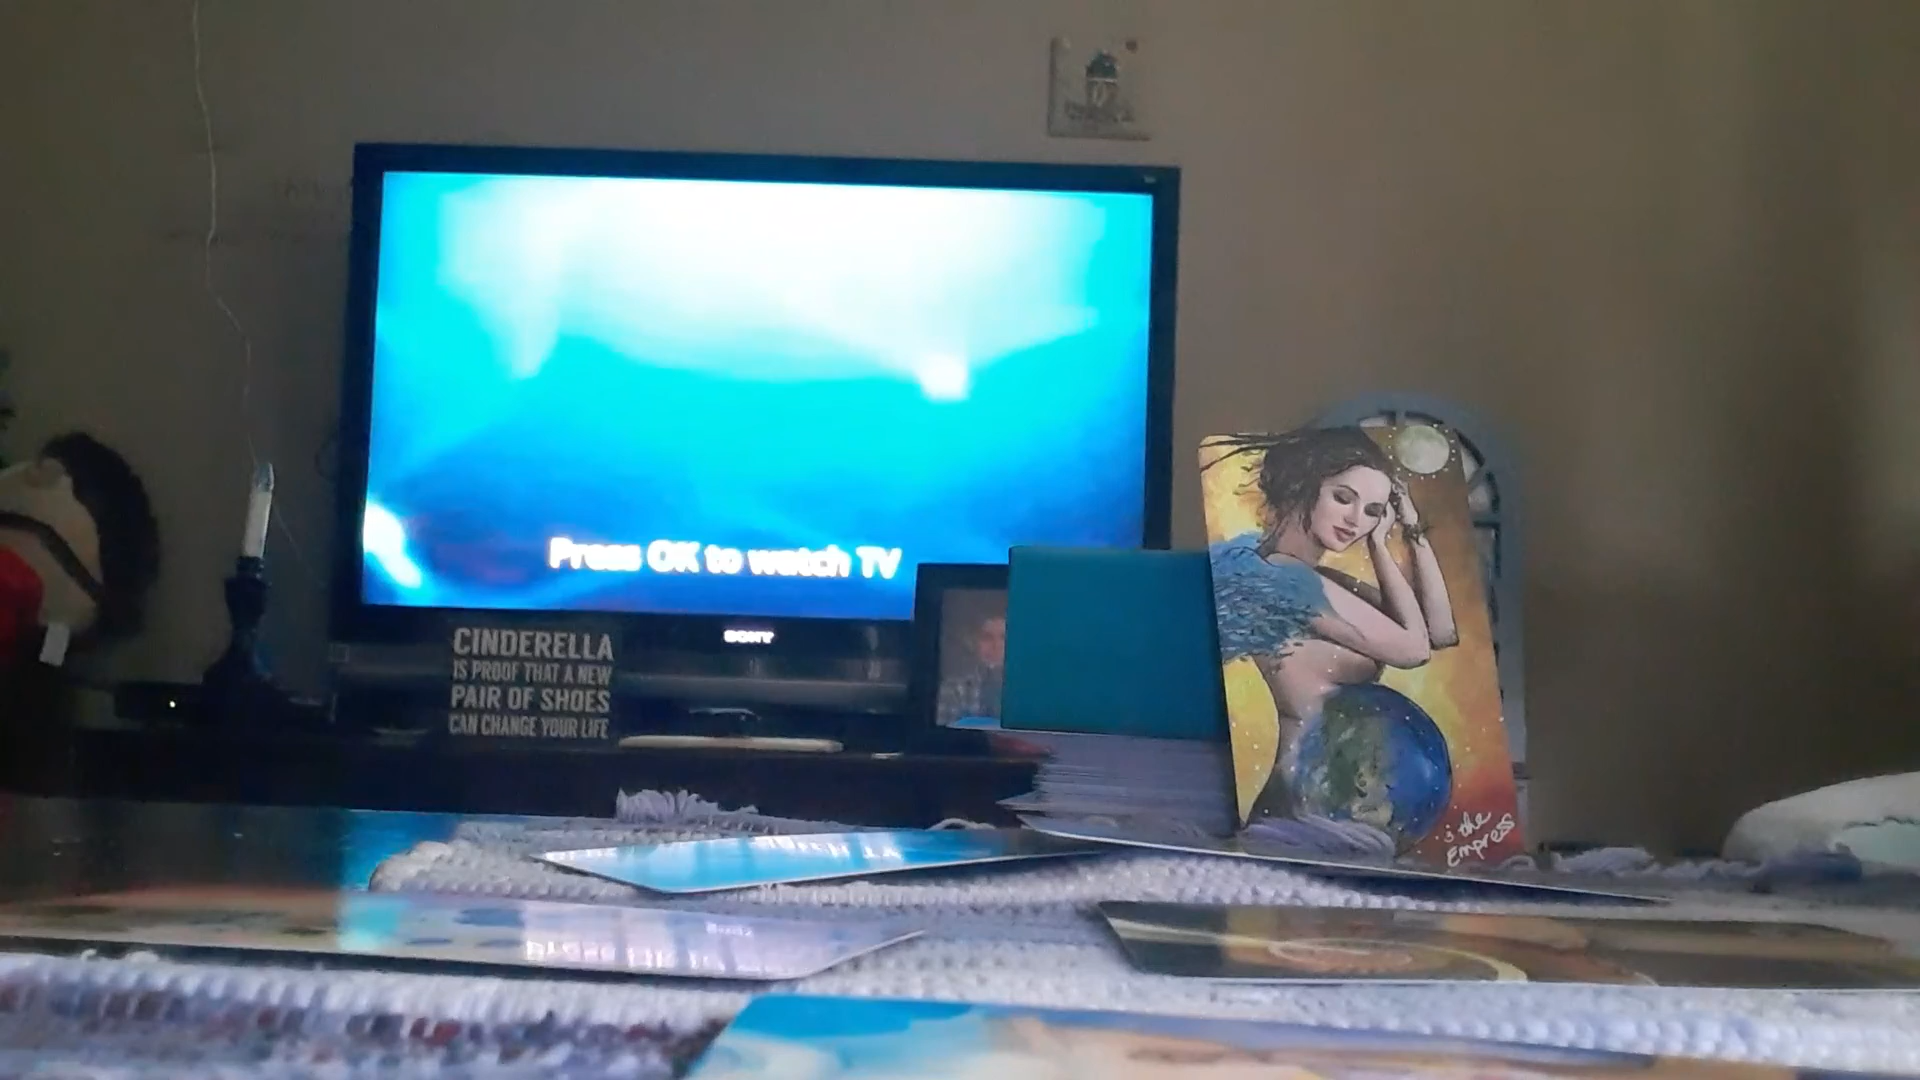 Press OK to watch TV
SONY
CINDERELLA
IS PROOF THAT A NEW
PAIR OF SHOES
CAN CHANGE YOUR LIFE
3 the
Empress